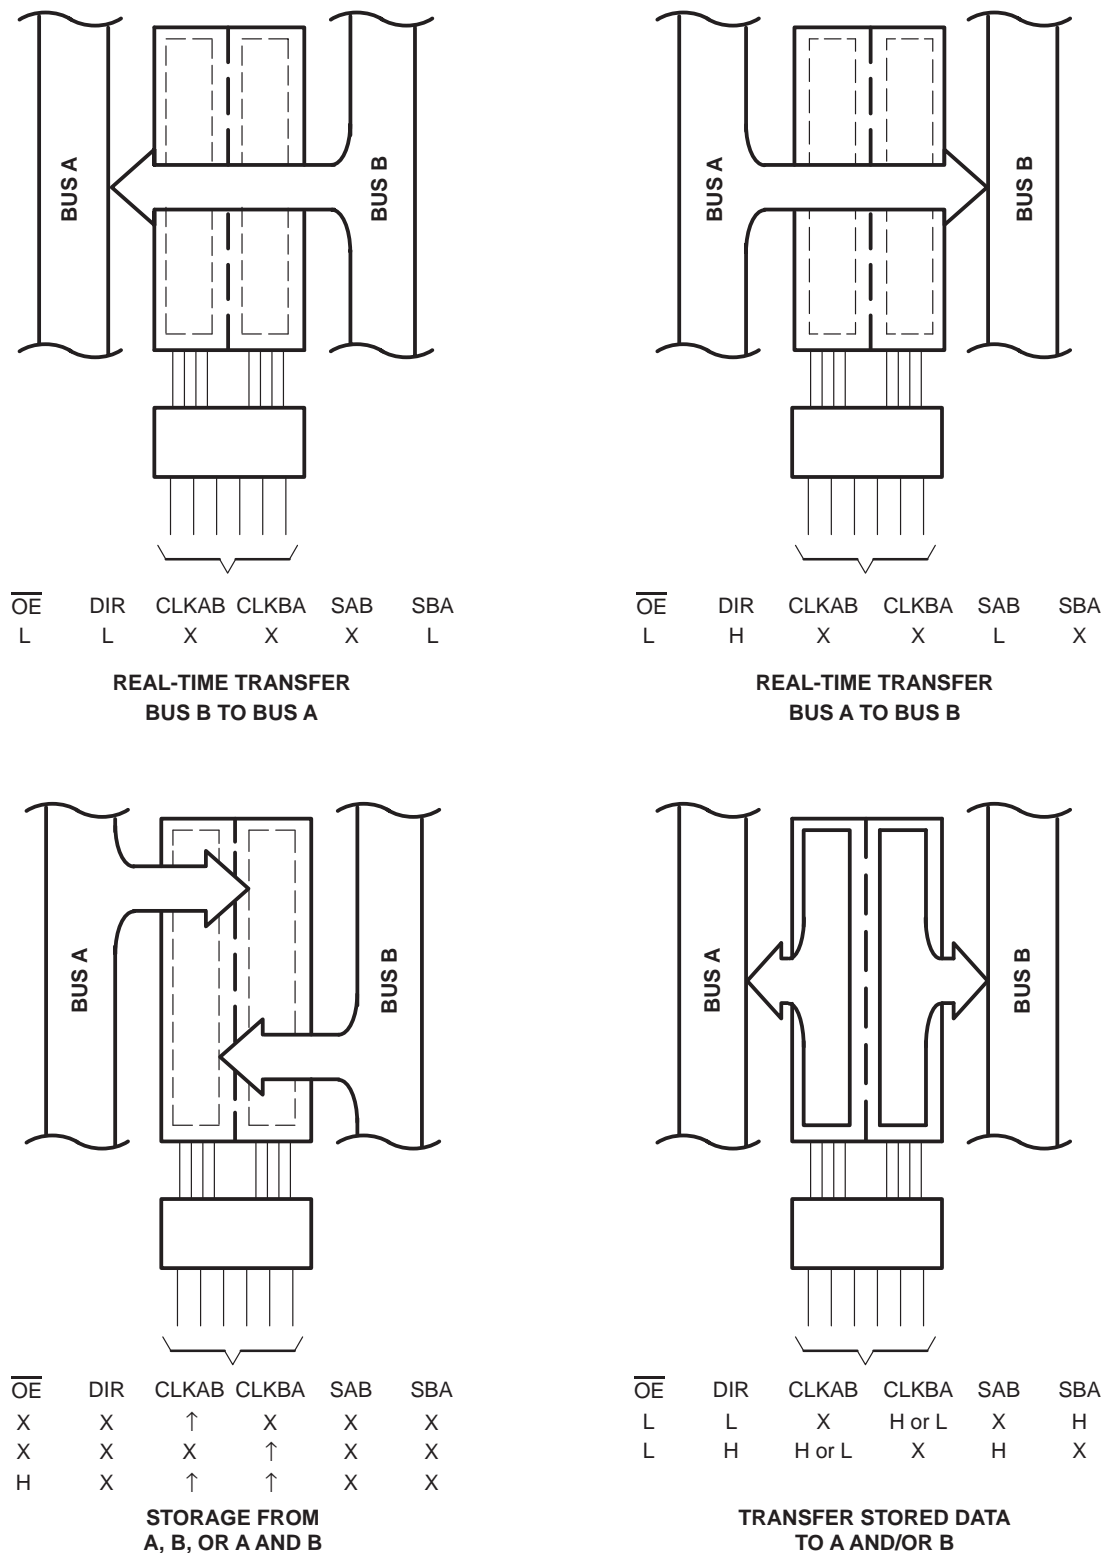 BUS A
BUS B
OE DIR CLKAB CLKBA SAB SBA
L L X X X L
REAL-TIME TRANSFER
BUS B TO BUS A
BUS A
BUS B
OE DIR CLKAB CLKBA SAB SBA
L H X X L X
REAL-TIME TRANSFER
BUS A TO BUS B
BUS A
BUS B
OE DIR CLKAB CLKBA SAB SBA
X X ↑ X X X
X X X ↑ X X
H X ↑ ↑ X X
STORAGE FROM
A, B, OR A AND B
BUS A
BUS B
OE DIR CLKAB CLKBA SAB SBA
L L X H or L X H
L H H or L X H X
TRANSFER STORED DATA
TO A AND/OR B